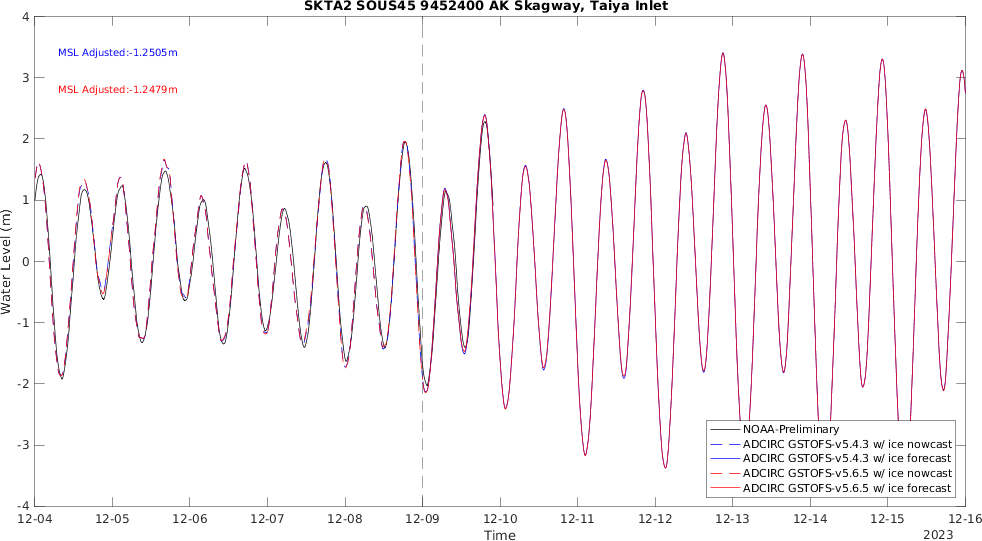 SKTA2 SOUS45 9452400 AK Skagway, Taiya Inlet
MSL Adjusted:-1.2505m
MSL Adjusted:-1.2479m
Water Level (m)
4
3
2
1
0
-1
-2
-3
-4
NOAA-Preliminary
ADCIRC GSTOFS-v5.4.3 w/ ice nowcast
ADCIRC GSTOFS-v5.4.3 w/ ice forecast
ADCIRC GSTOFS-v5.6.5 w/ ice nowcast
ADCIRC GSTOFS-v5.6.5 w/ ice forecast
12-04 12-05 12-06 12-07 12-08 12-09 12-10 12-11 12-12 12-13 12-14 12-15 12-16
Time
2023